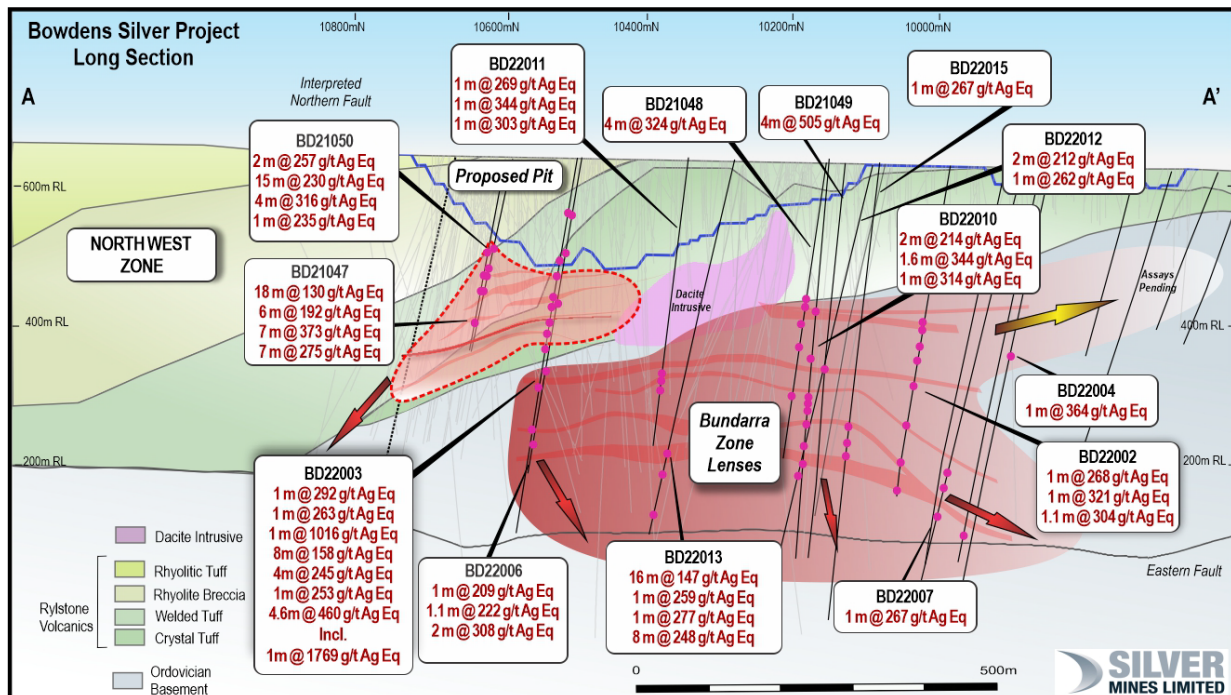 Bowdens Silver Project
Long Section
10800mN
10600mN
10400mN
10200mN
10000mN
A
A'
Interpreted
Northern Fault
BD22011
1 m @ 269 g/t Ag Eq
1 m @ 344 g/t Ag Eq
1 m @ 303 g/t Ag Eq
BD21048
4 m @ 324 g/t Ag Eq
BD21049
4m @ 505 g/t Ag Eq
BD22015
1 m @ 267 g/t Ag Eq
BD21050
2 m @ 257 g/t Ag Eq
15 m @ 230 g/t Ag Eq
4 m @ 316 g/t Ag Eq
1 m @ 235 g/t Ag Eq
Proposed Pit
BD22012
2 m @ 212 g/t Ag Eq
1 m @ 262 g/t Ag Eq
600m RL
NORTH WEST
ZONE
BD22010
2 m @ 214 g/t Ag Eq
1.6 m @ 344 g/t Ag Eq
1 m @ 314 g/t Ag Eq
BD21047
18 m @ 130 g/t Ag Eq
6 m @ 192 g/t Ag Eq
7 m @ 373 g/t Ag Eq
7 m @ 275 g/t Ag Eq
Dacite
Intrusive
Assays
Pending
400m RL
400m RL
BD22004
1 m @ 364 g/t Ag Eq
Bundarra
Zone
Lenses
200m RL
200m RL
BD22003
1 m @ 292 g/t Ag Eq
1 m @ 263 g/t Ag Eq
1 m @ 1016 g/t Ag Eq
8m @ 158 g/t Ag Eq
4m @ 245 g/t Ag Eq
1m @ 253 g/t Ag Eq
4.6m @ 460 g/t Ag Eq
Incl.
1m @ 1769 g/t Ag Eq
BD22002
1 m @ 268 g/t Ag Eq
1 m @ 321 g/t Ag Eq
1.1 m @ 304 g/t Ag Eq
BD22006
1 m @ 209 g/t Ag Eq
1.1 m @ 222 g/t Ag Eq
2 m @ 308 g/t Ag Eq
BD22013
16 m @ 147 g/t Ag Eq
1 m @ 259 g/t Ag Eq
1 m @ 277 g/t Ag Eq
8 m @ 248 g/t Ag Eq
BD22007
1 m @ 267 g/t Ag Eq
Eastern Fault
Dacite Intrusive
Rylstone
Volcanics
Rhyolitic Tuff
Rhyolite Breccia
Welded Tuff
Crystal Tuff
Ordovician
Basement
0
500m
SILVER
MINES LIMITED